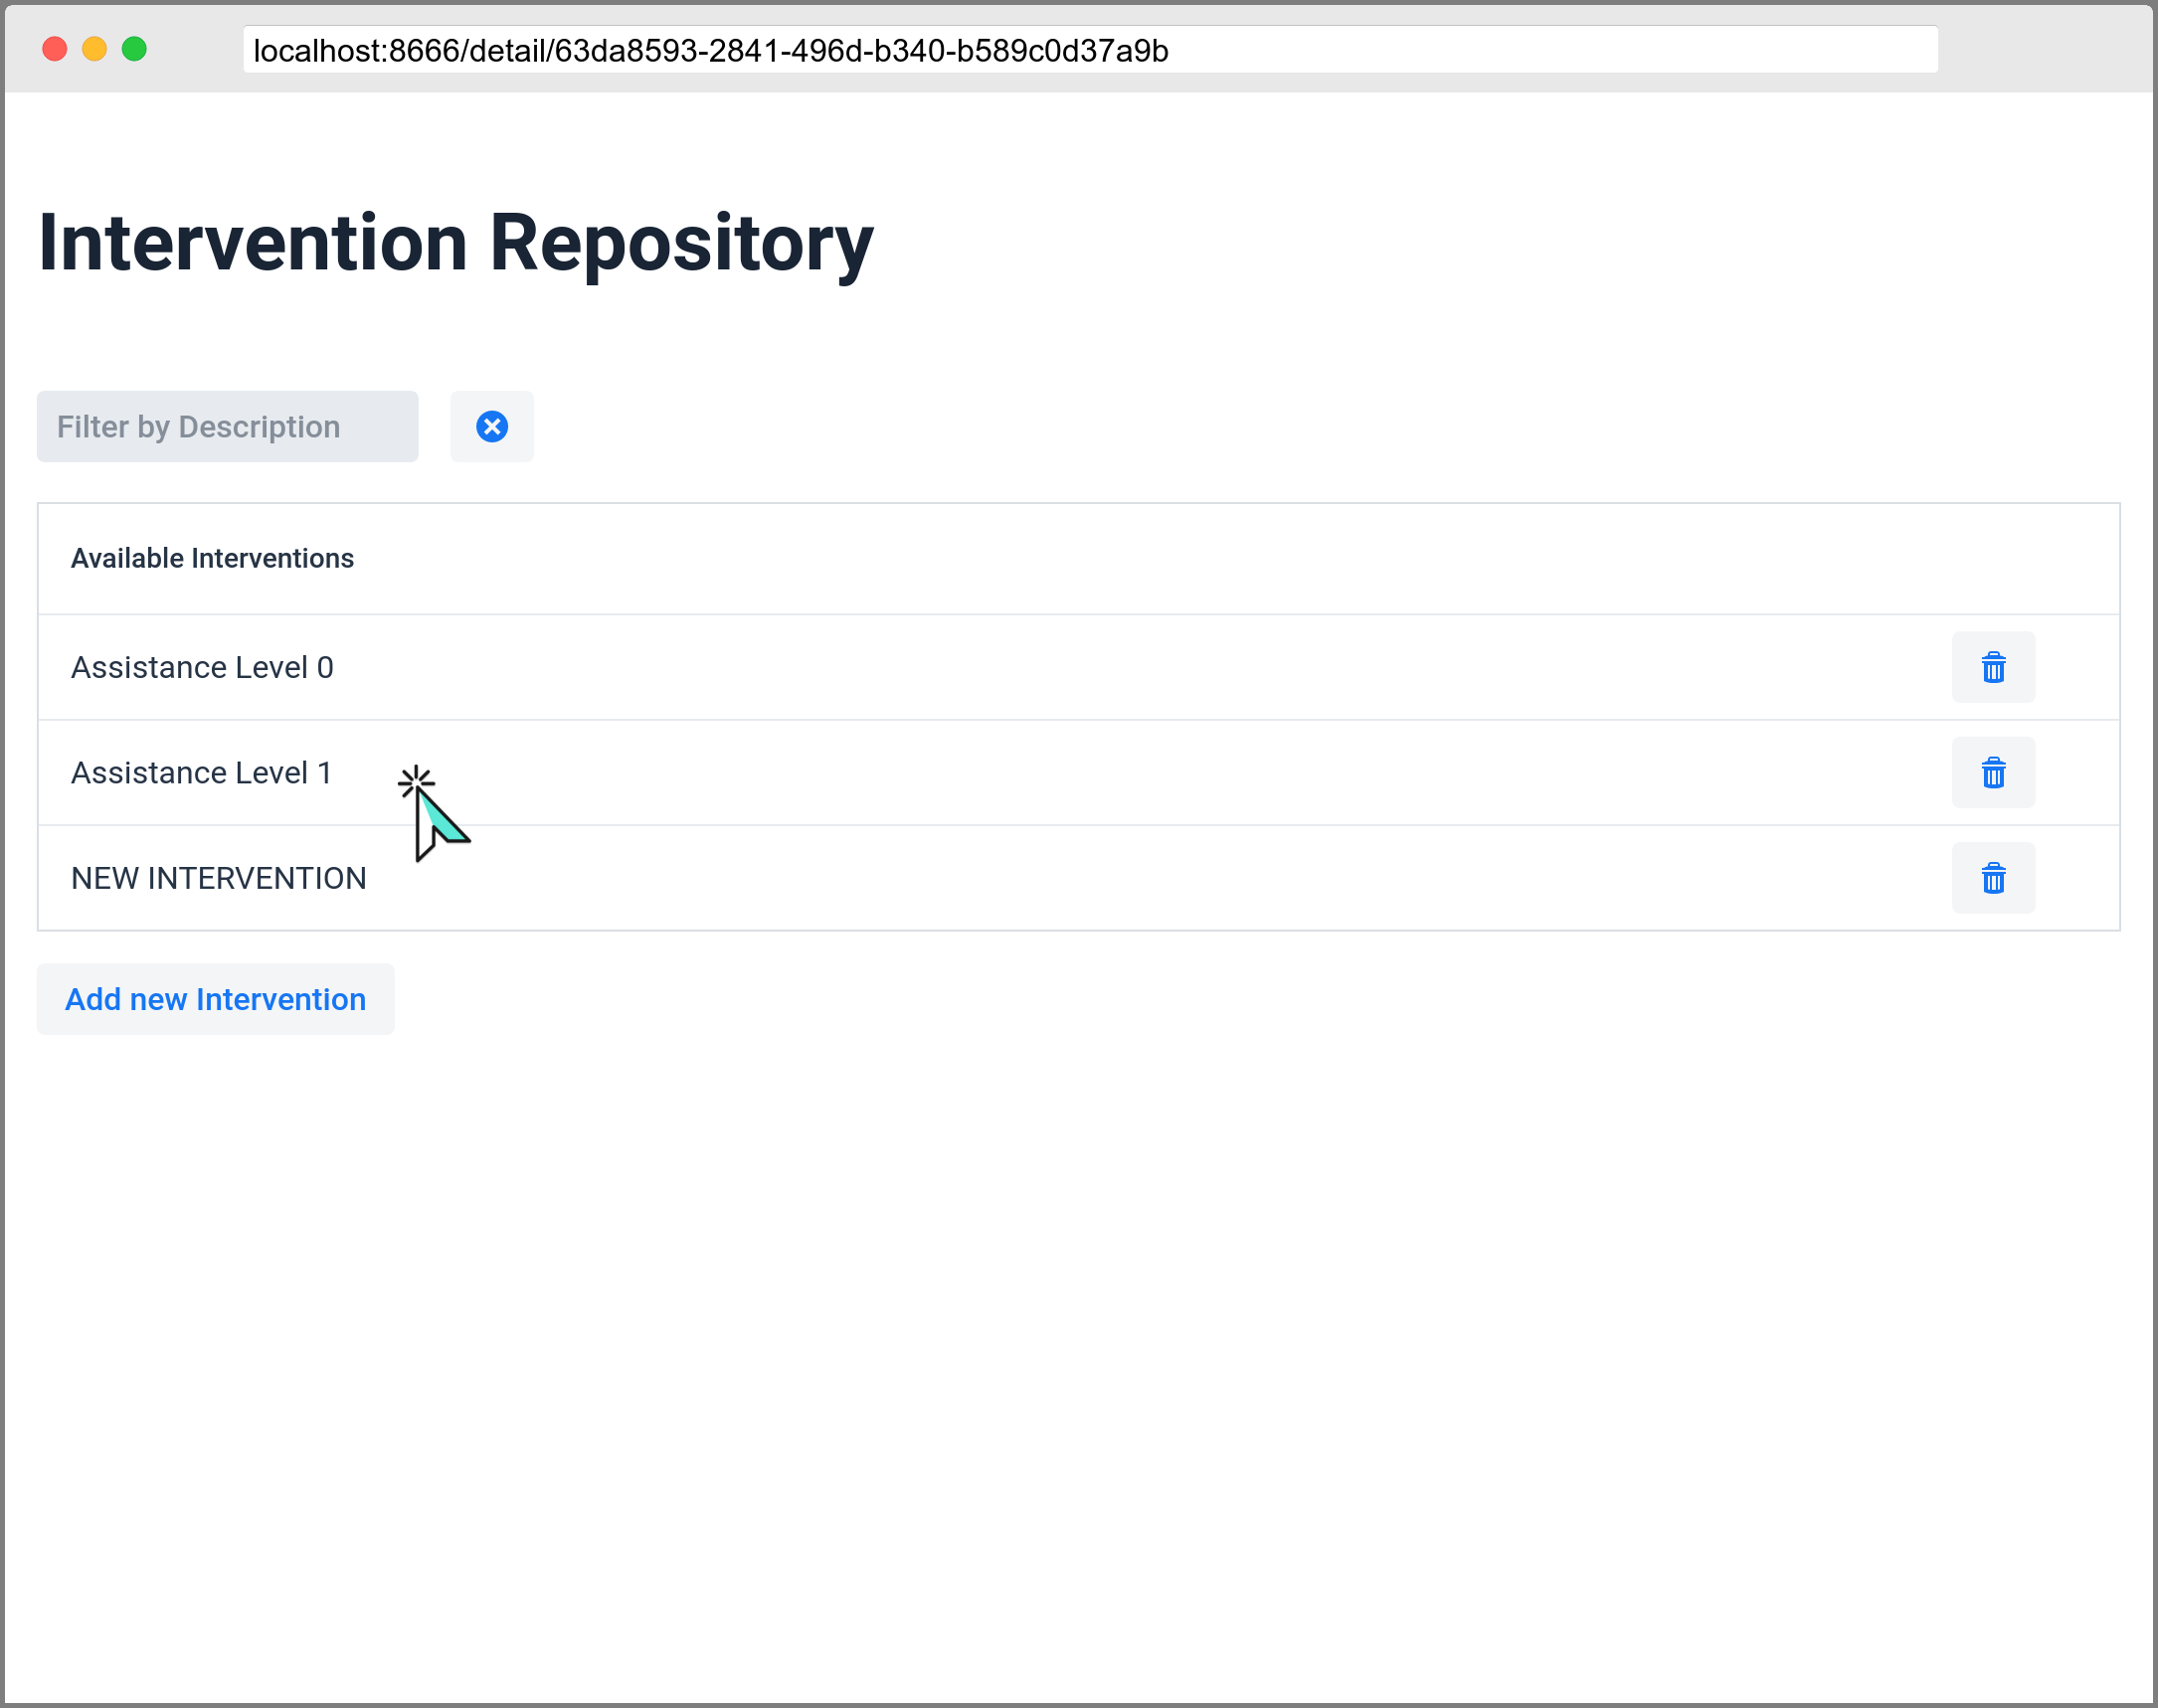 localhost:8666/detail/63da8593-2841-496d-b340-b589c0d37a9b
Intervention Repository
Filter by Description
Available Interventions
Assistance Level 0
Assistance Level 1
NEW INTERVENTION
Add new Intervention